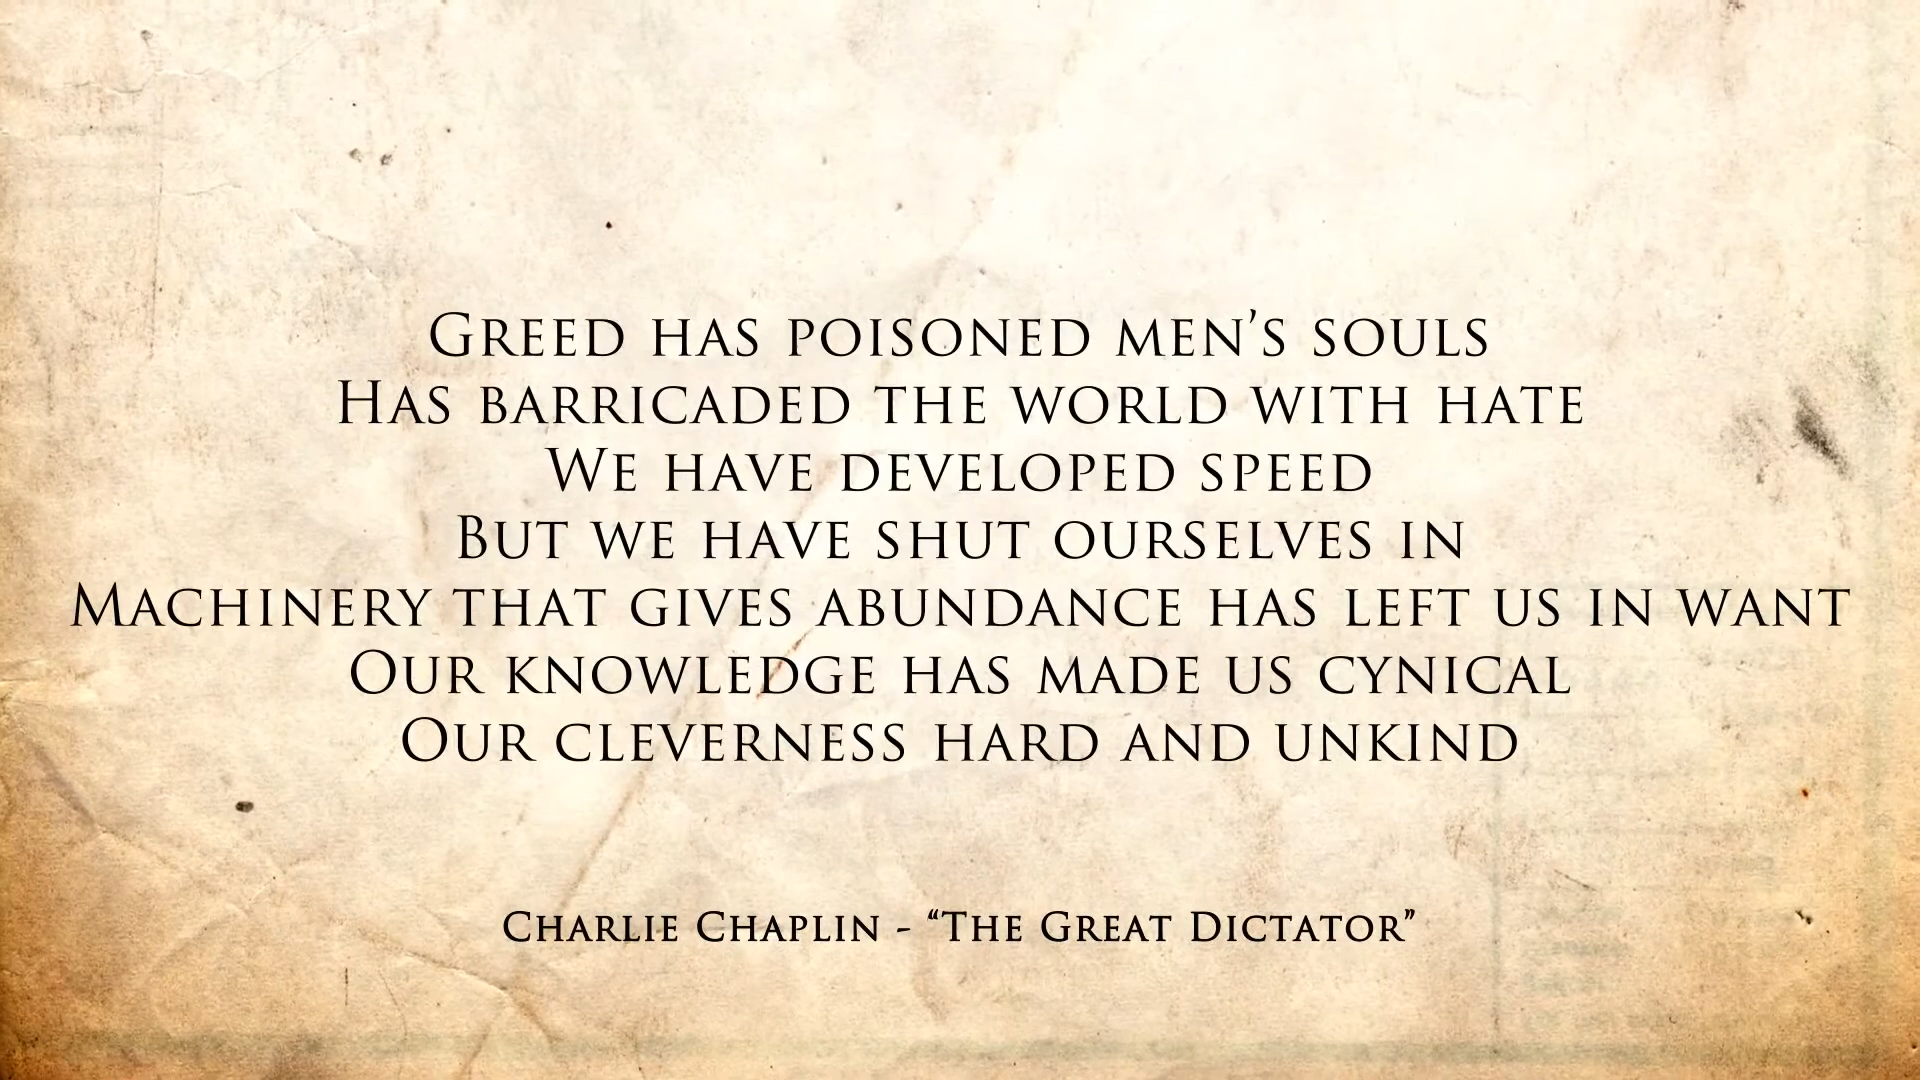 Greed has poisoned men’s souls
Has barricaded the world with hate
We have developed speed
But we have shut ourselves in
Machinery that gives abundance has left us in want
Our knowledge has made us cynical
Our cleverness hard and unkind
Charlie Chaplin - “The Great Dictator”